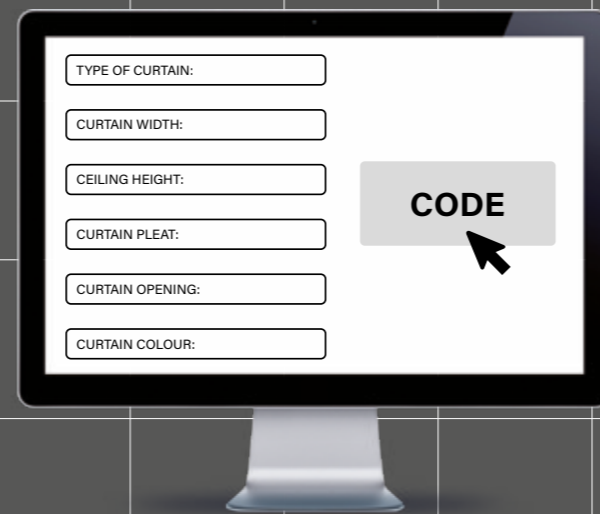 TYPE OF CURTAIN:
CURTAIN WIDTH:
CEILING HEIGHT:
CURTAIN PLEAT:
CURTAIN OPENING:
CURTAIN COLOUR:
CODE